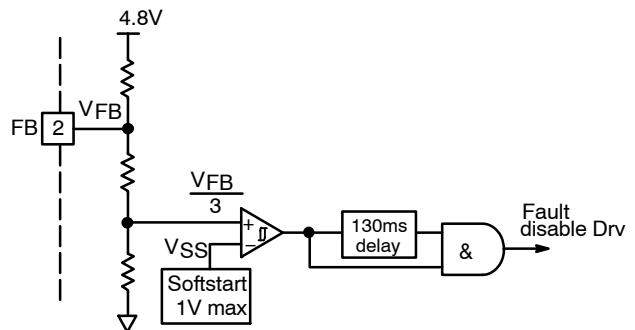 4.8V
VFB
FB 2
VFB
3
+
VSS
−
Softstart
1V max
130ms
delay
&
Fault
disable Drv